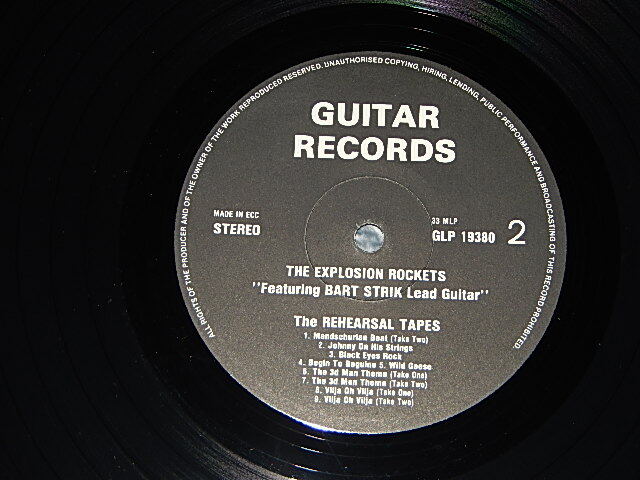 ALL RIGHTS OF THE PRODUCER AND OF THE OWNER OF THE WORK REPRODUCED RESERVED. UNAUTHORISED COPYING, HIRING, LENDING, PUBLIC PERFORMANCE AND BROADCASTING OF THIS RECORD PROHIBITED.
GUITAR
RECORDS
MADE IN ECC
STEREO
33 MLP
GLP 19380 2
THE EXPLOSION ROCKETS
"Featuring BART STRIK Lead Guitar"
The REHEARSAL TAPES
1. Mandschurian Beat (Take Two)
2. Johnny On His Strings
3. Black Eyes Rock
4. Begin To Beguine 5. Wild Geese
6. The 3d Man Theme (Take One)
7. The 3d Man Theme (Take Two)
8. Vilja Oh Vilja (Take One)
9. Vilja Oh Vilja (Take Two)